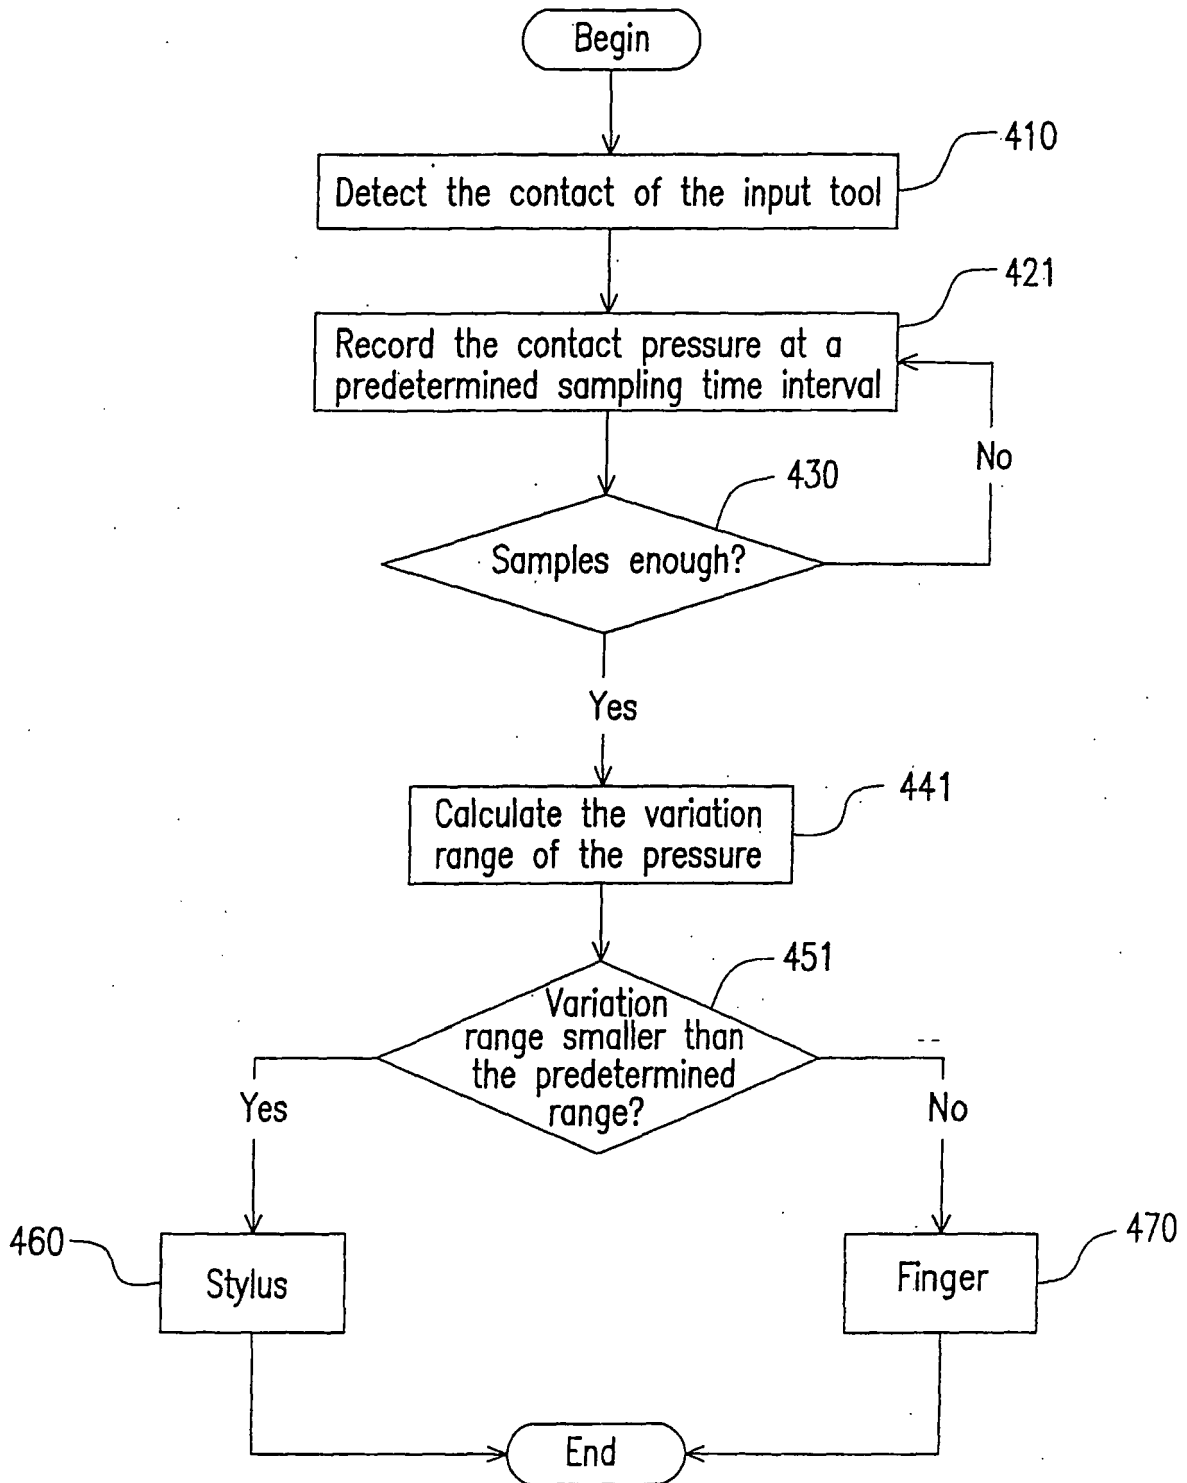 Begin
410
Detect the contact of the input tool
421
Record the contact pressure at a
predetermined sampling time interval
No
430
Samples enough?
Yes
441
Calculate the variation
range of the pressure
451
Variation
range smaller than
the predetermined
range?
Yes
No
460
Stylus
470
Finger
End